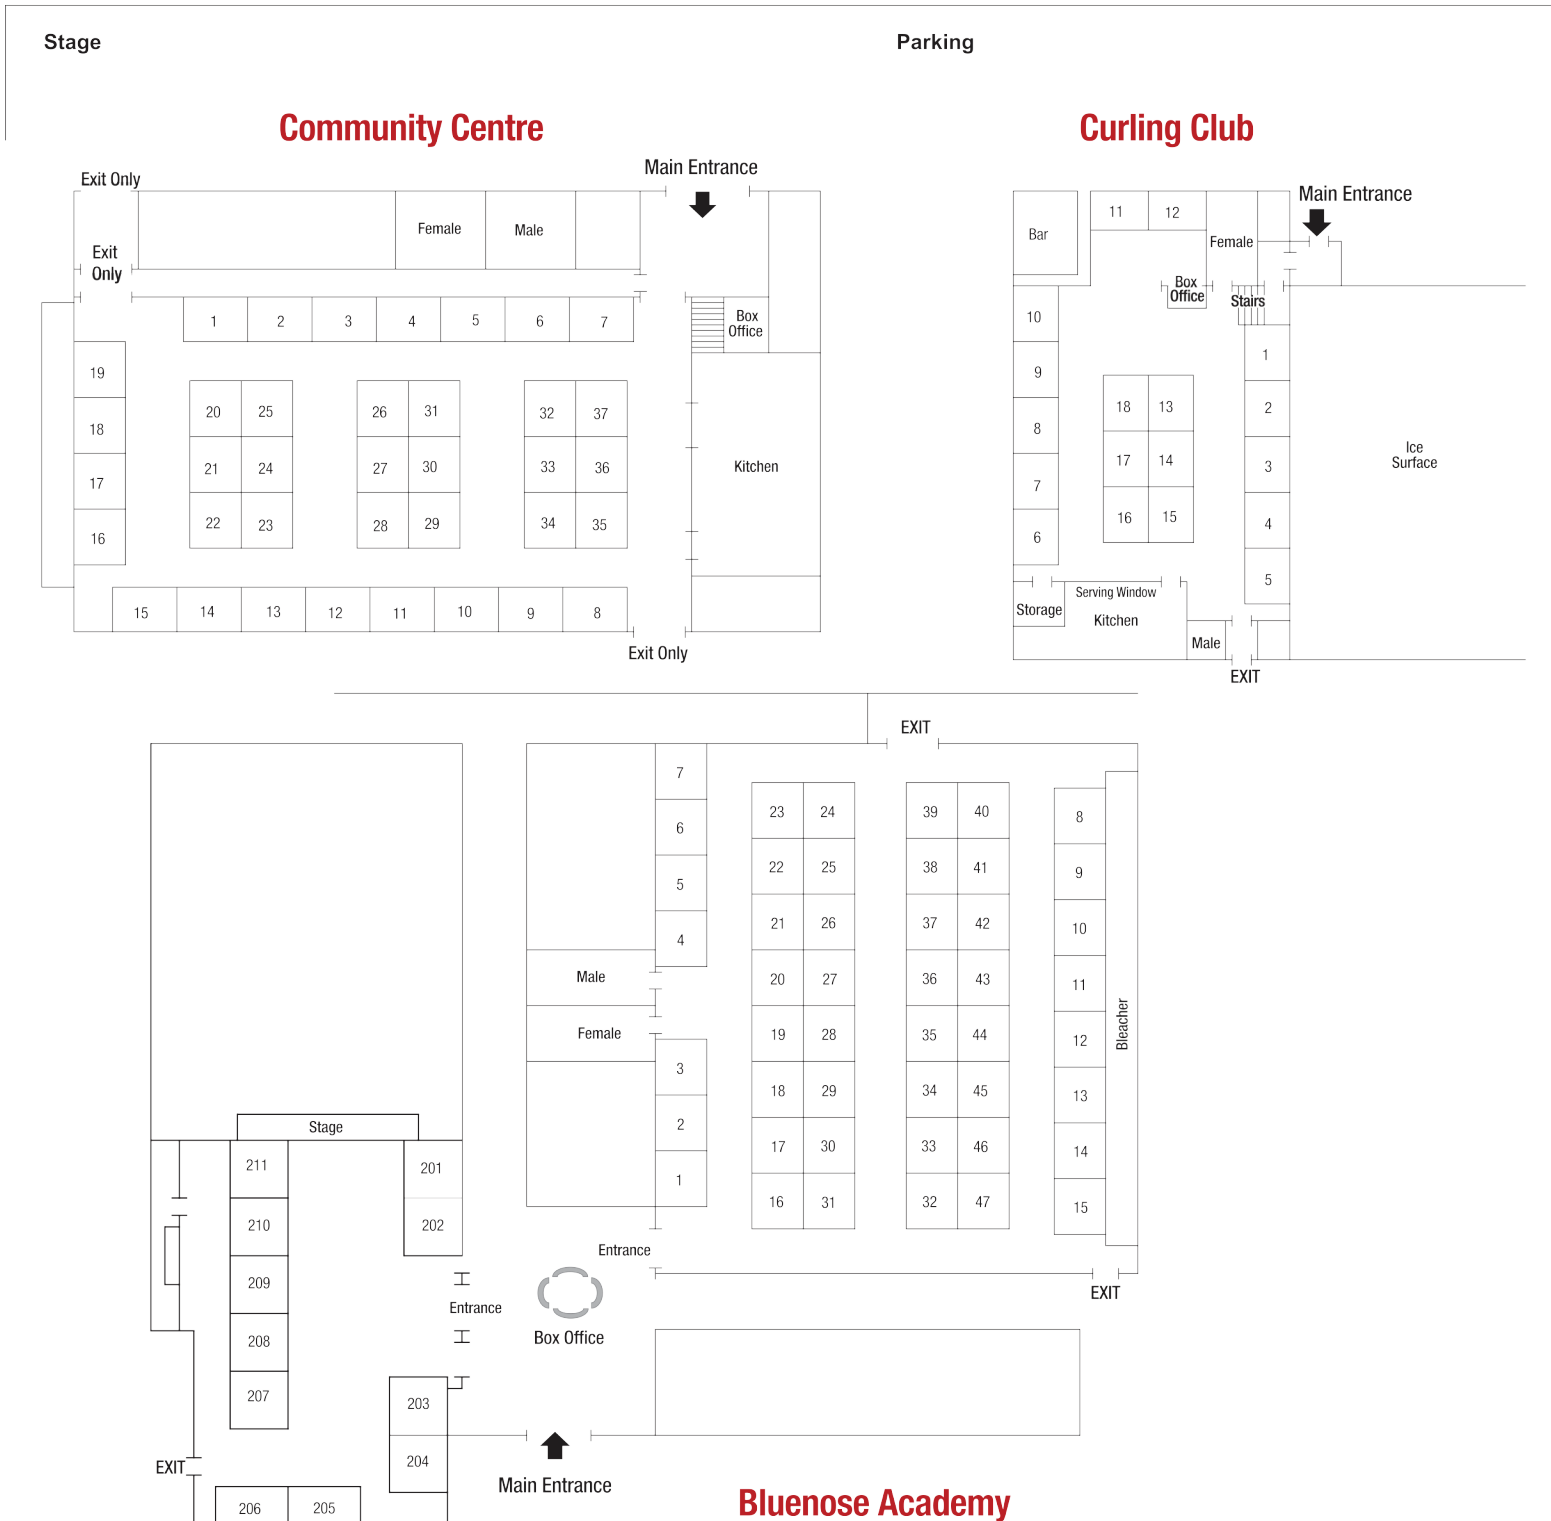 Stage
Parking
Community Centre
Curling Club
Main Entrance
Exit Only
Female
Male
Exit
Only
1
2
3
4
5
6
7
Box
Office
19
20
25
26
31
32
37
18
21
24
27
30
33
36
Kitchen
17
22
23
28
29
34
35
16
15
14
13
12
11
10
9
8
Exit Only
Main Entrance
11
12
Bar
Female
Box
Office
Stairs
10
1
9
2
18
13
8
3
17
14
Ice
Surface
7
4
16
15
6
5
Serving Window
Storage
Kitchen
Male
EXIT
EXIT
7
23
24
39
40
8
6
22
25
38
41
9
5
21
26
37
42
10
4
20
27
36
43
11
Male
Female
19
28
35
44
12
Bleacher
3
18
29
34
45
13
2
17
30
33
46
14
1
16
31
32
47
15
Entrance
EXIT
Stage
211
201
210
202
209
Entrance
Box Office
208
207
203
204
EXIT
Main Entrance
206
205
Bluenose Academy